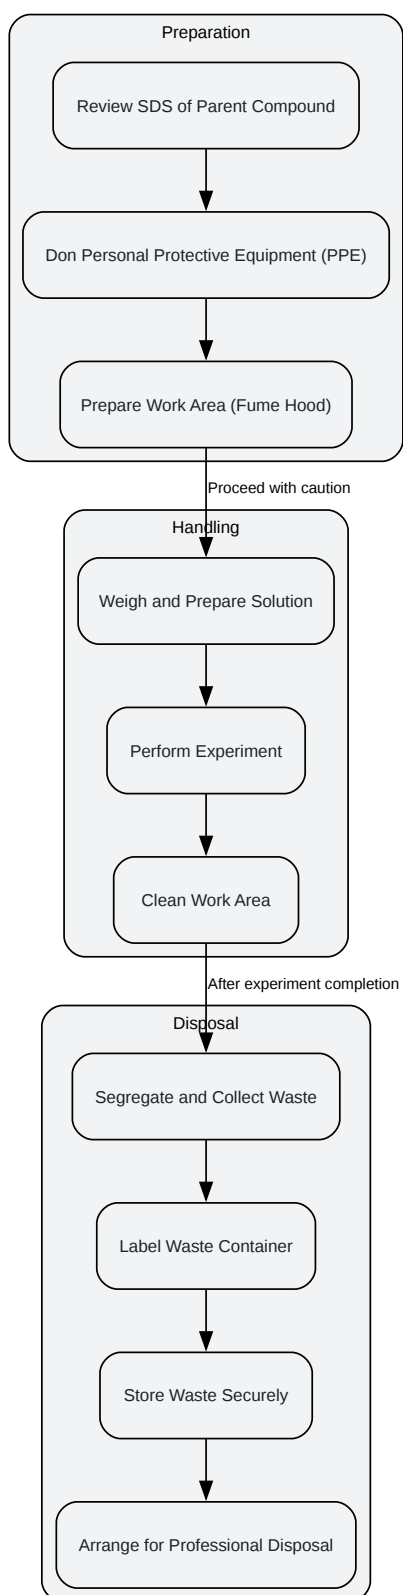 Preparation
Review SDS of Parent Compound
Don Personal Protective Equipment (PPE)
Prepare Work Area (Fume Hood)
Proceed with caution
Handling
Weigh and Prepare Solution
Perform Experiment
Clean Work Area
After experiment completion
Disposal
Segregate and Collect Waste
Label Waste Container
Store Waste Securely
Arrange for Professional Disposal